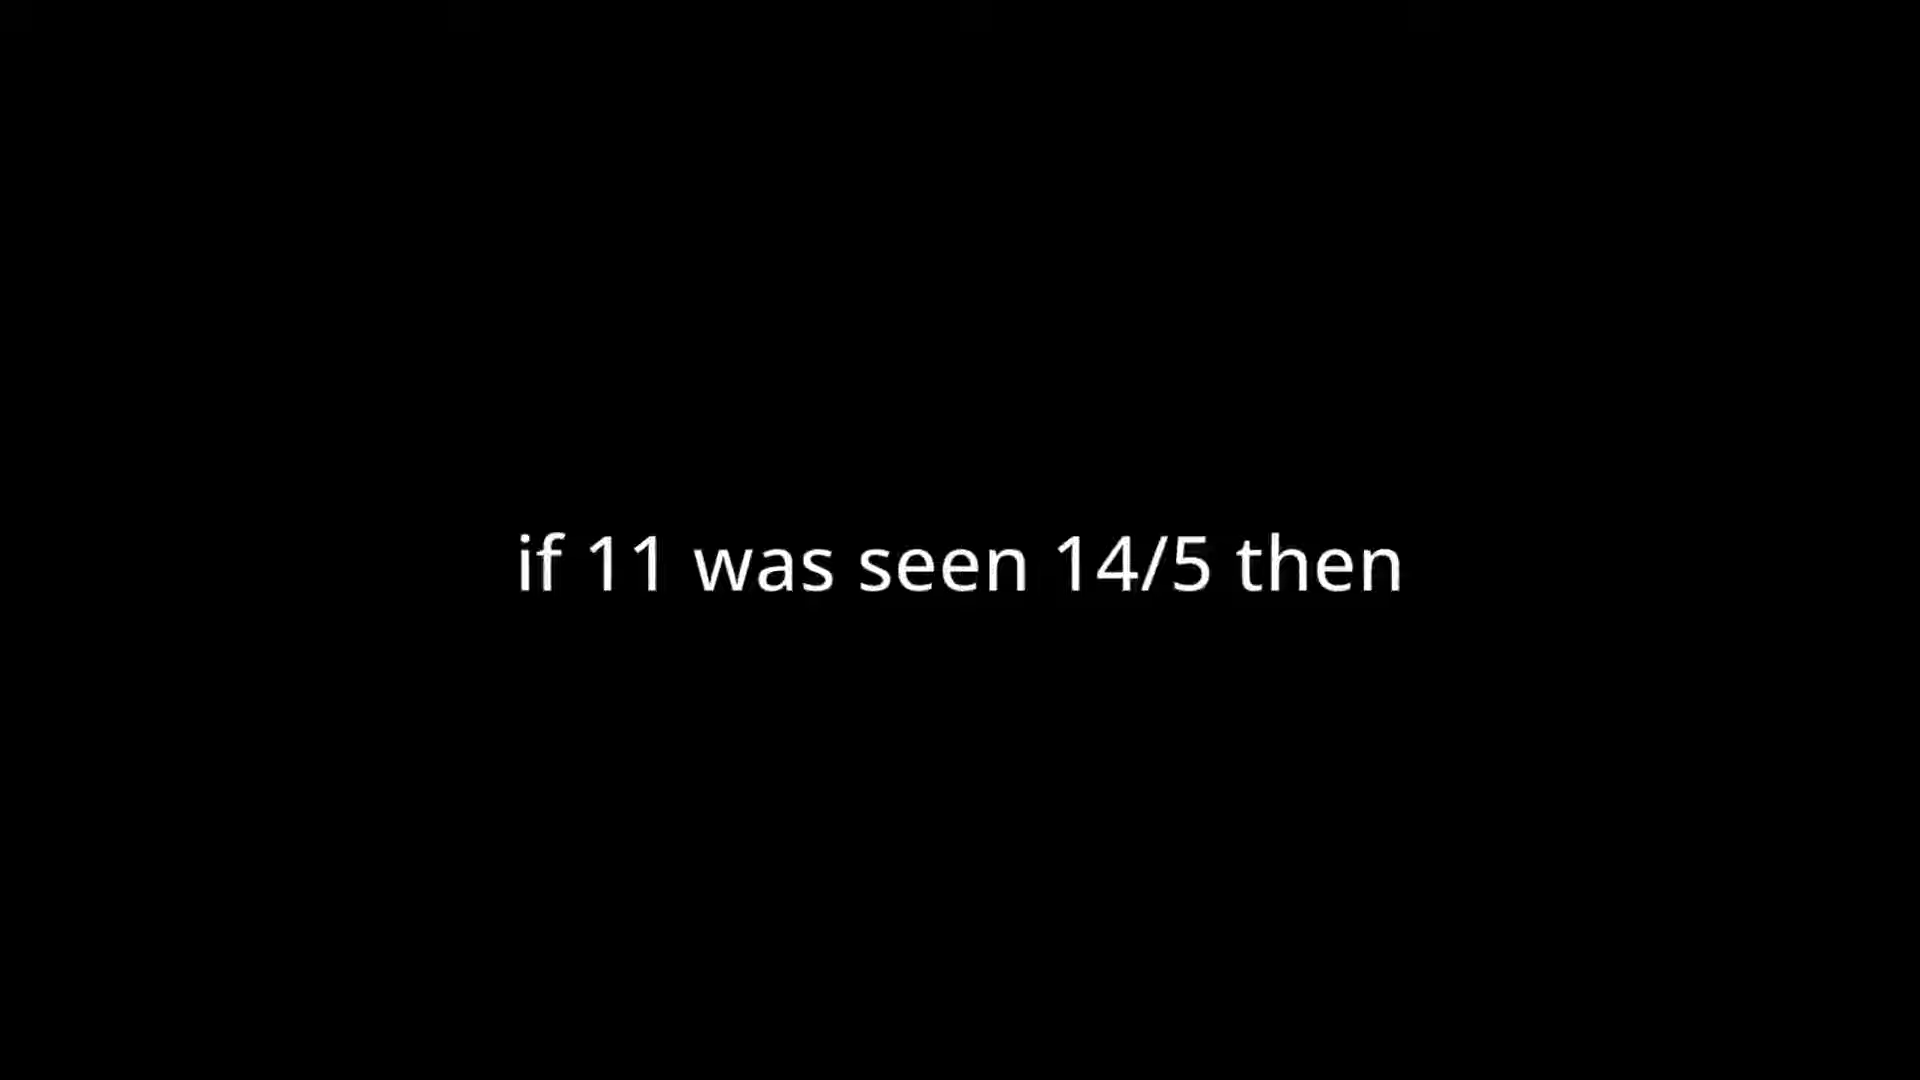 if 11 was seen 14/5 then